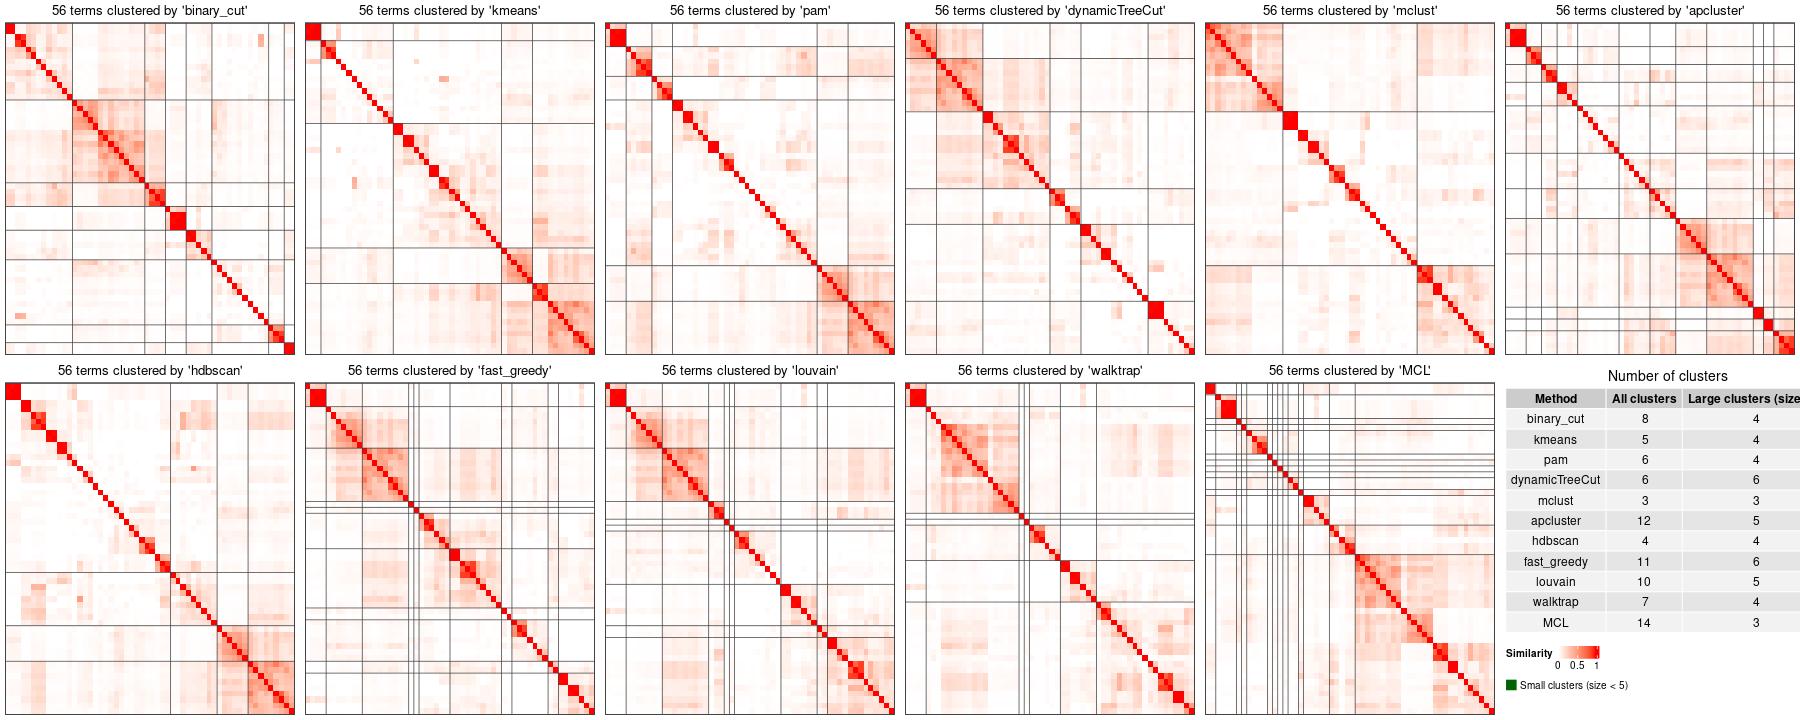 56 terms clustered by 'binary_cut'
56 terms clustered by 'kmeans'
56 terms clustered by 'pam'
56 terms clustered by 'dynamicTreeCut'
56 terms clustered by 'mclust'
56 terms clustered by 'apcluster'
56 terms clustered by 'hdbscan'
56 terms clustered by 'fast_greedy'
56 terms clustered by 'louvain'
56 terms clustered by 'walktrap'
56 terms clustered by 'MCL'
Number of clusters
Method All clusters Large clusters (size
binary_cut 8 4
kmeans 5 4
pam 6 4
dynamicTreeCut 6 6
mclust 3 3
apcluster 12 5
hdbscan 4 4
fast_greedy 11 6
louvain 10 5
walktrap 7 4
MCL 14 3
Similarity
0 0.5 1
Small clusters (size < 5)